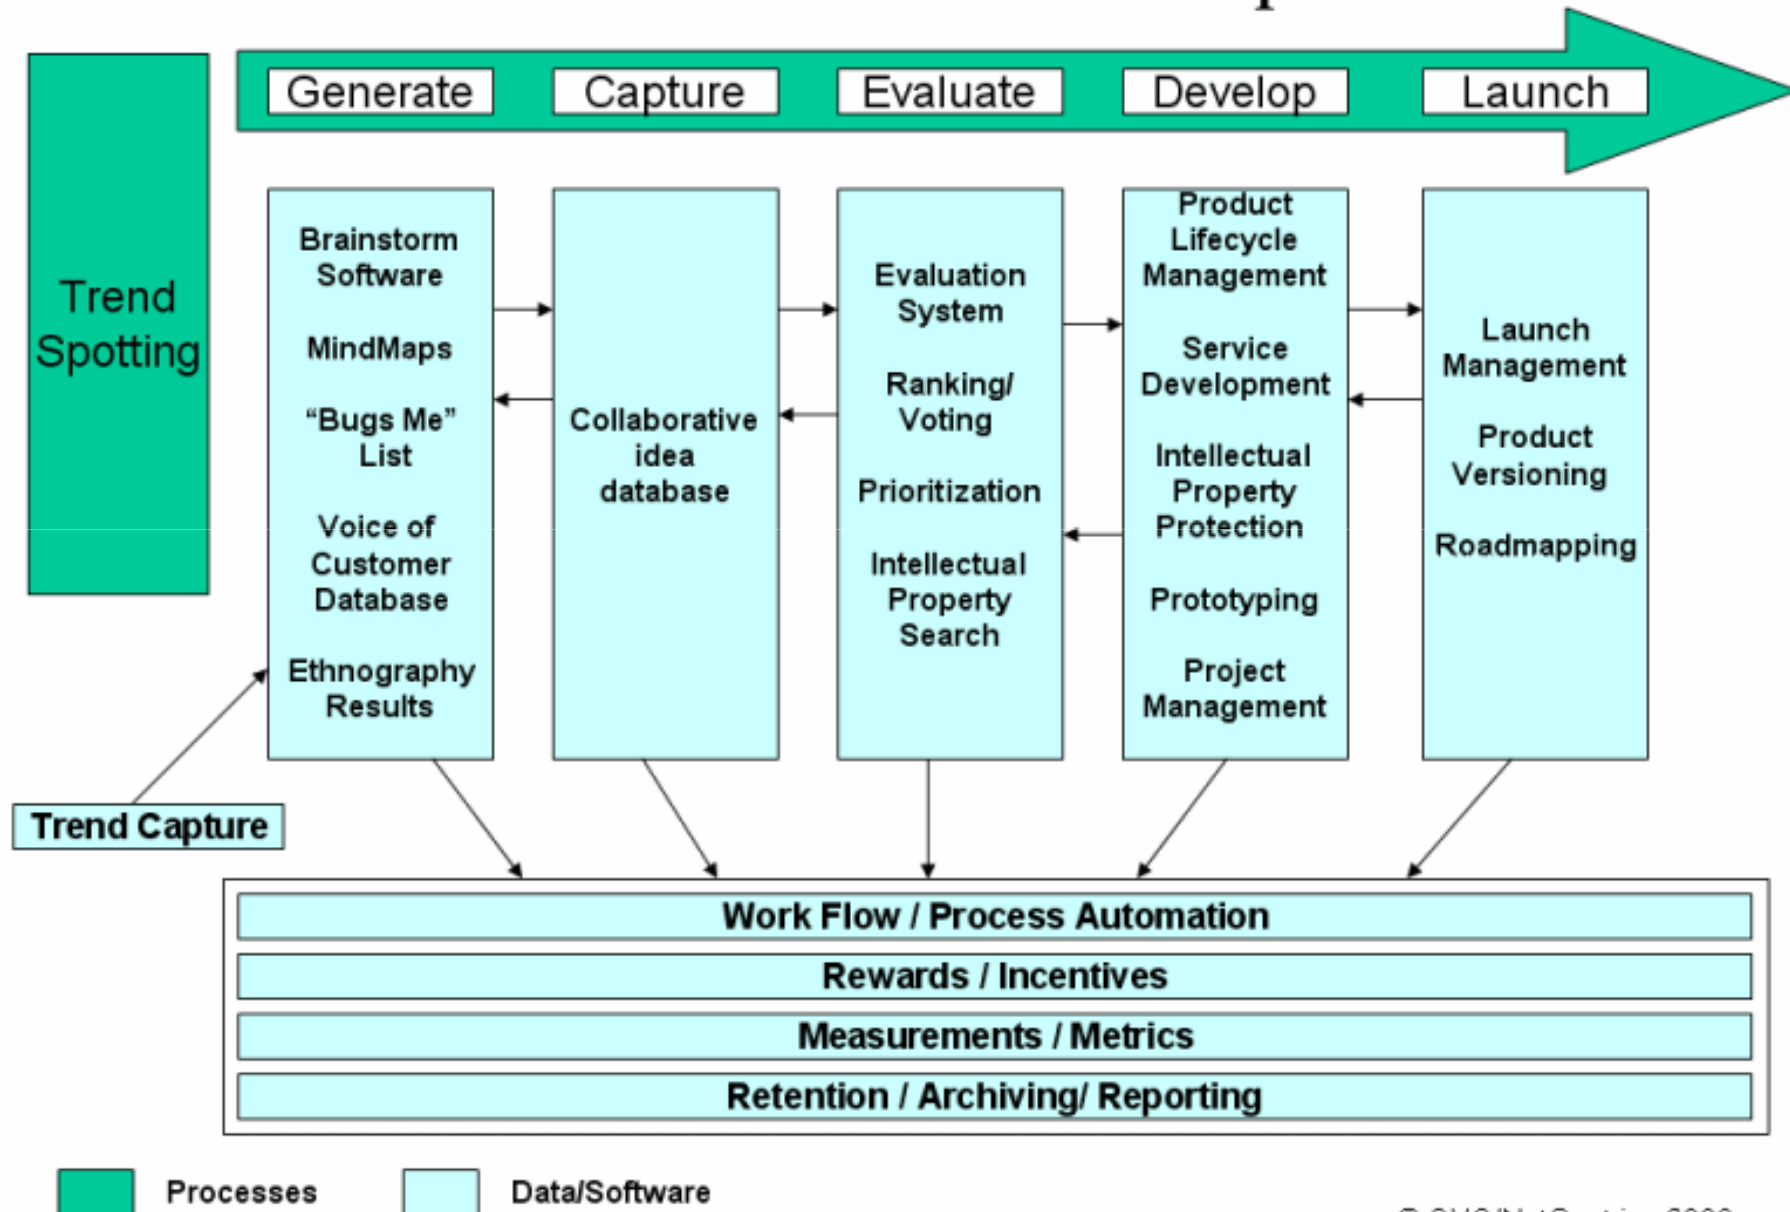 Generate
Capture
Evaluate
Develop
Launch
Trend
Spotting
Brainstorm
Software
MindMaps
“Bugs Me”
List
Voice of
Customer
Database
Ethnography
Results
Collaborative
idea
database
Evaluation
System
Ranking/
Voting
Prioritization
Intellectual
Property
Search
Product
Lifecycle
Management
Service
Development
Intellectual
Property
Protection
Prototyping
Project
Management
Launch
Management
Product
Versioning
Roadmapping
Trend Capture
Work Flow / Process Automation
Rewards / Incentives
Measurements / Metrics
Retention / Archiving/ Reporting
Processes
Data/Software